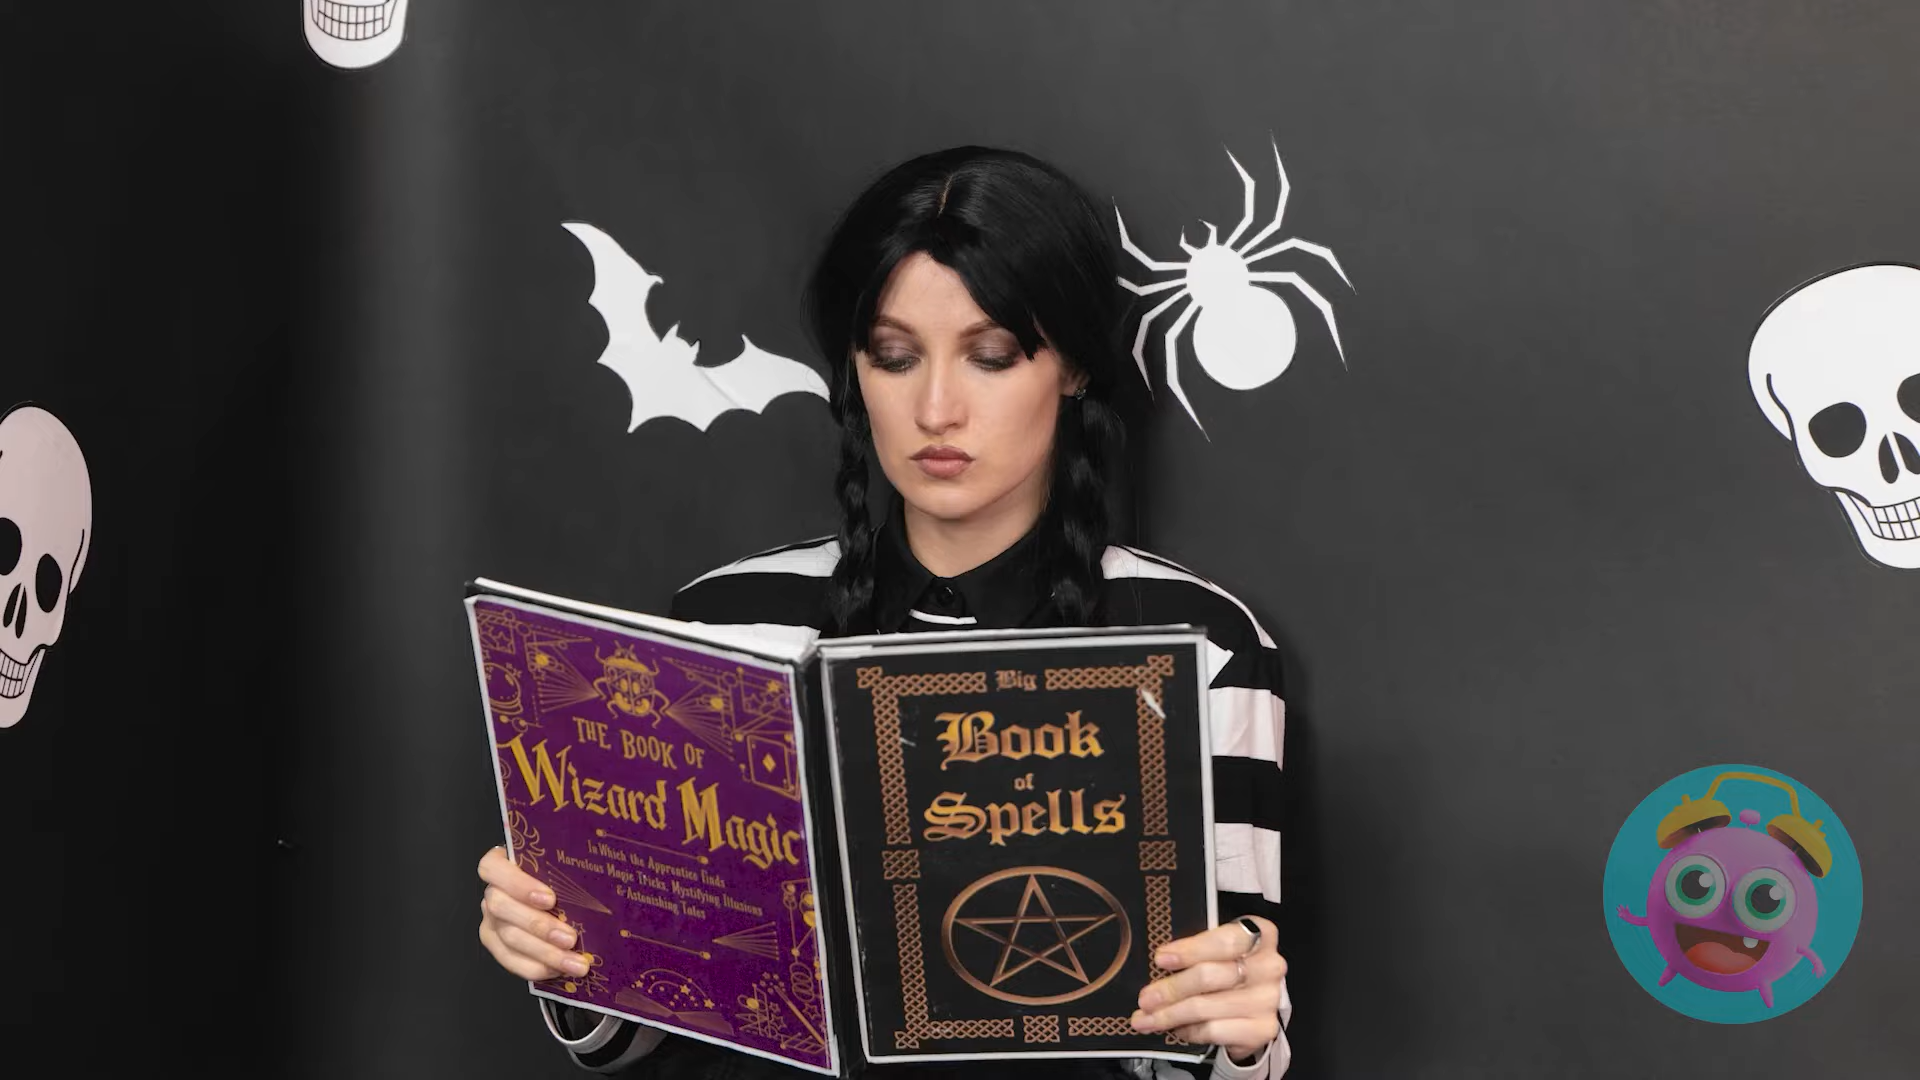 THE BOOK OF
Wizard Magic
In Which the Apprentice Finds
Marvelous Magic Tricks, Mystifying Illusions
& Astonishing Tales
Big
Book
of
Spells